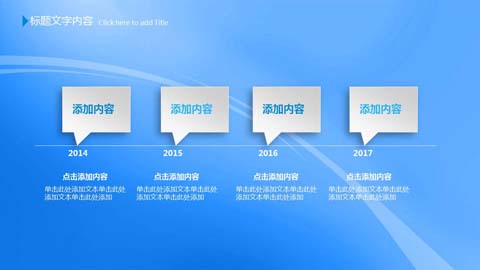 标题文字内容 Click here to add Title
添加内容 添加内容 添加内容 添加内容
2014 2015 2016 2017
点击添加内容 点击添加内容 点击添加内容 点击添加内容
单击此处添加文本单击此处 单击此处添加文本单击此处 单击此处添加文本单击此处 单击此处添加文本单击此处
添加文本单击此处添加 添加文本单击此处添加 添加文本单击此处添加 添加文本单击此处添加